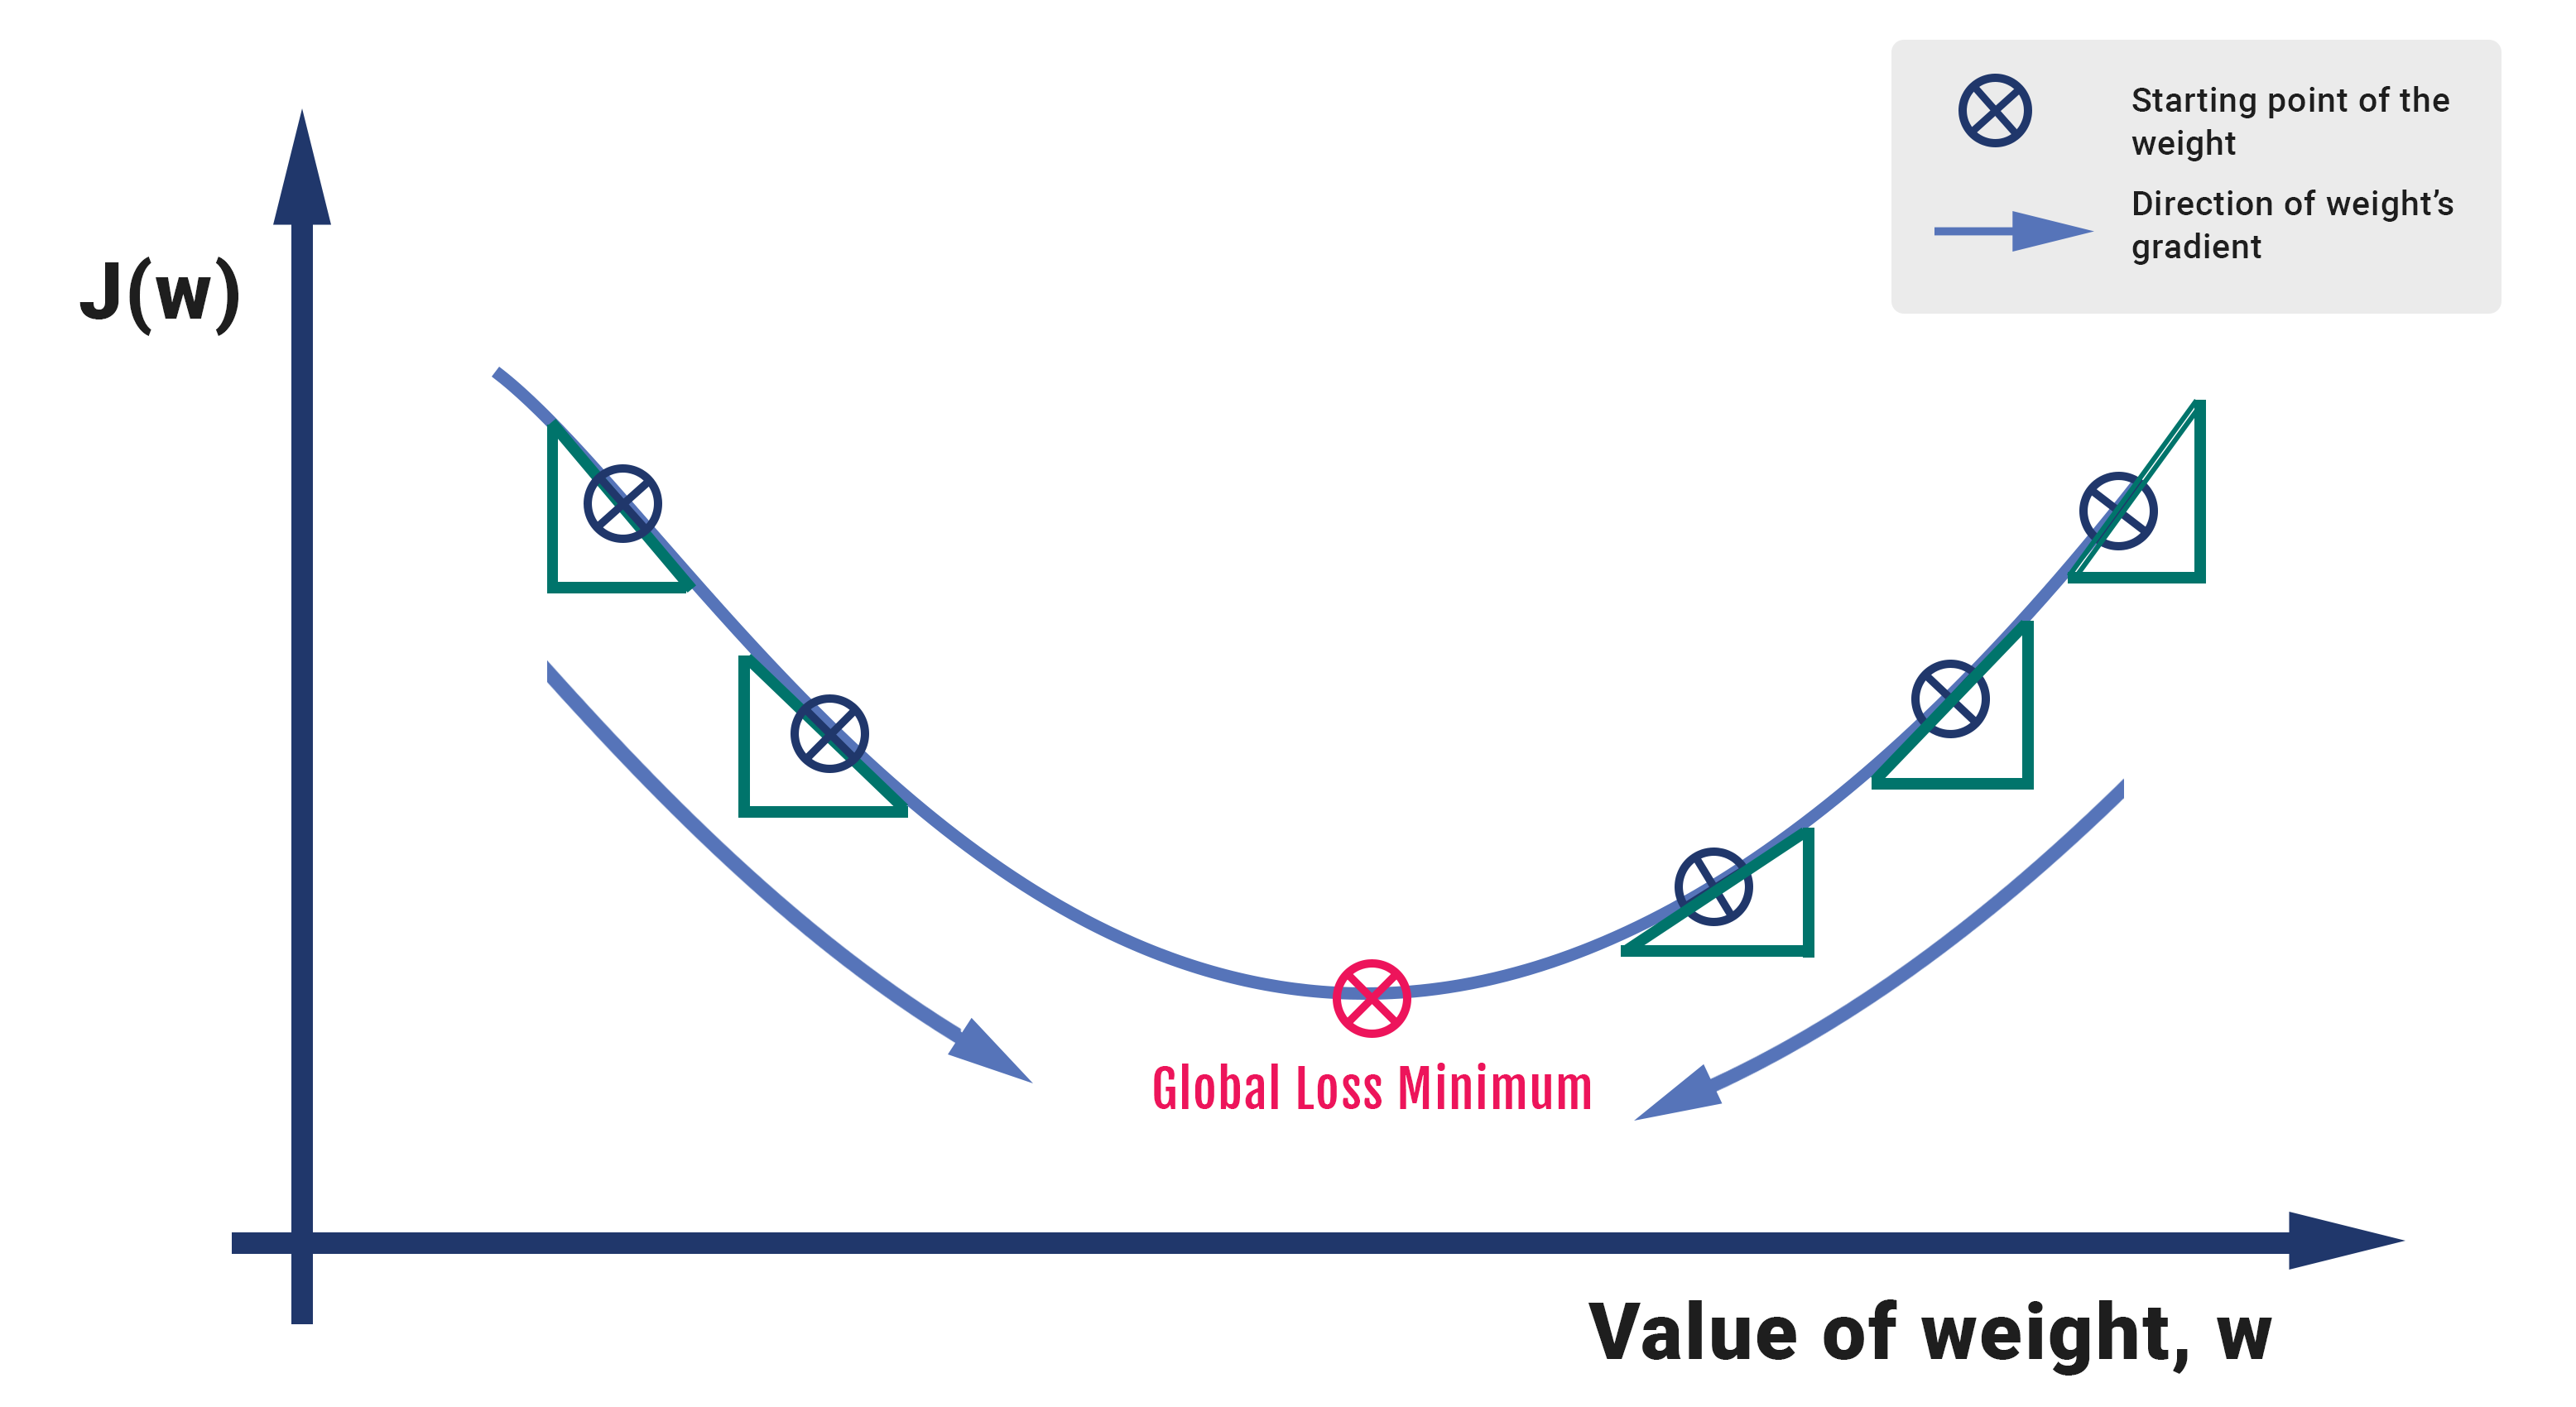 Starting point of the
weight
Direction of weight’s
gradient
J(w)
Global Loss Minimum
Value of weight, w